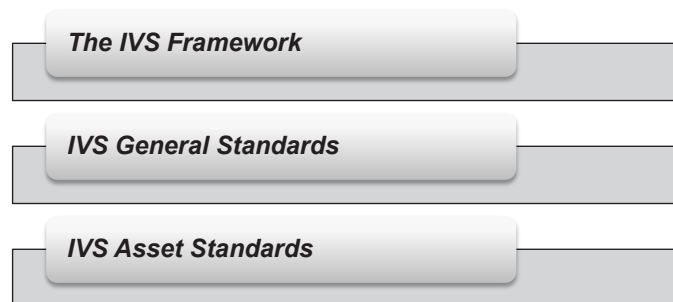 The IVS Framework
IVS General Standards
IVS Asset Standards